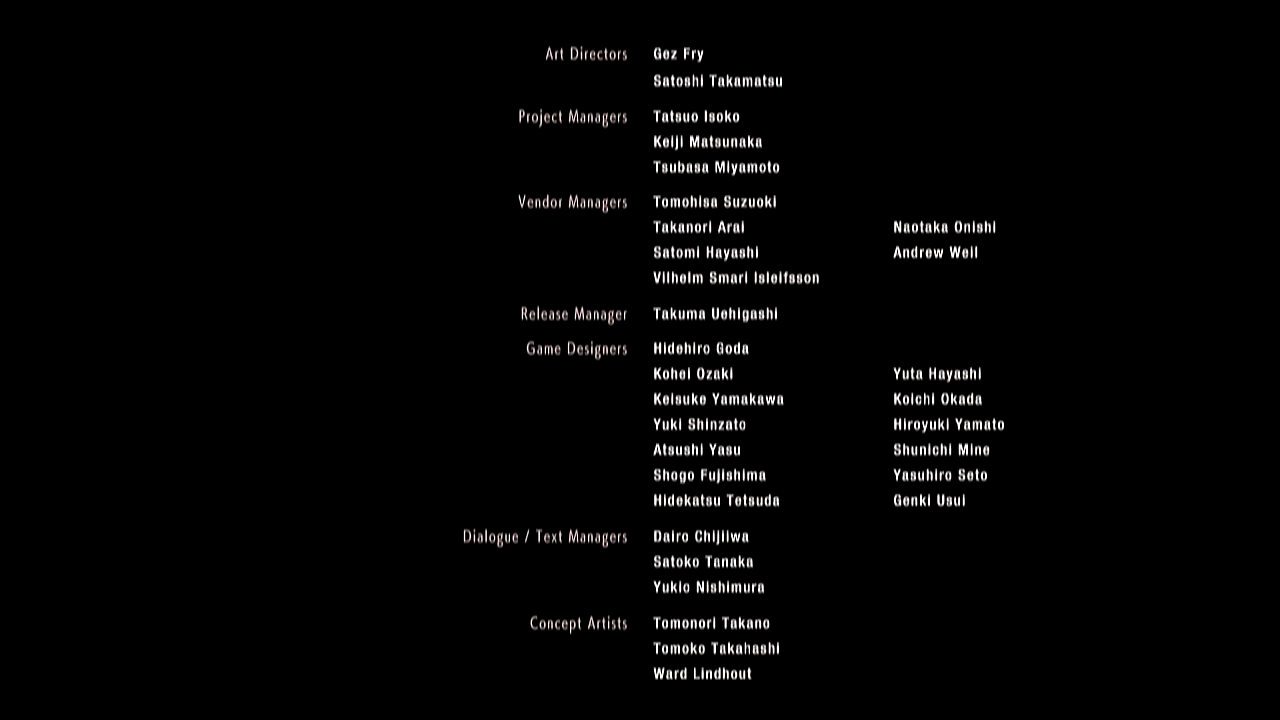 Art Directors Gez Fry
Satoshi Takamatsu
Project Managers Tatsuo Isoko
Keiji Matsunaka
Tsubasa Miyamoto
Vendor Managers Tomohisa Suzuoki
Takanori Arai Naotaka Onishi
Satomi Hayashi Andrew Weil
Vilhelm Smari Isleifsson
Release Manager Takuma Uehigashi
Game Designers Hidehiro Goda
Kohei Ozaki Yuta Hayashi
Keisuke Yamakawa Koichi Okada
Yuki Shinzato Hiroyuki Yamato
Atsushi Yasu Shunichi Mine
Shogo Fujishima Yasuhiro Seto
Hidekatsu Tetsuda Genki Usui
Dialogue / Text Managers Dairo Chijiiwa
Satoko Tanaka
Yukio Nishimura
Concept Artists Tomonori Takano
Tomoko Takahashi
Ward Lindhout